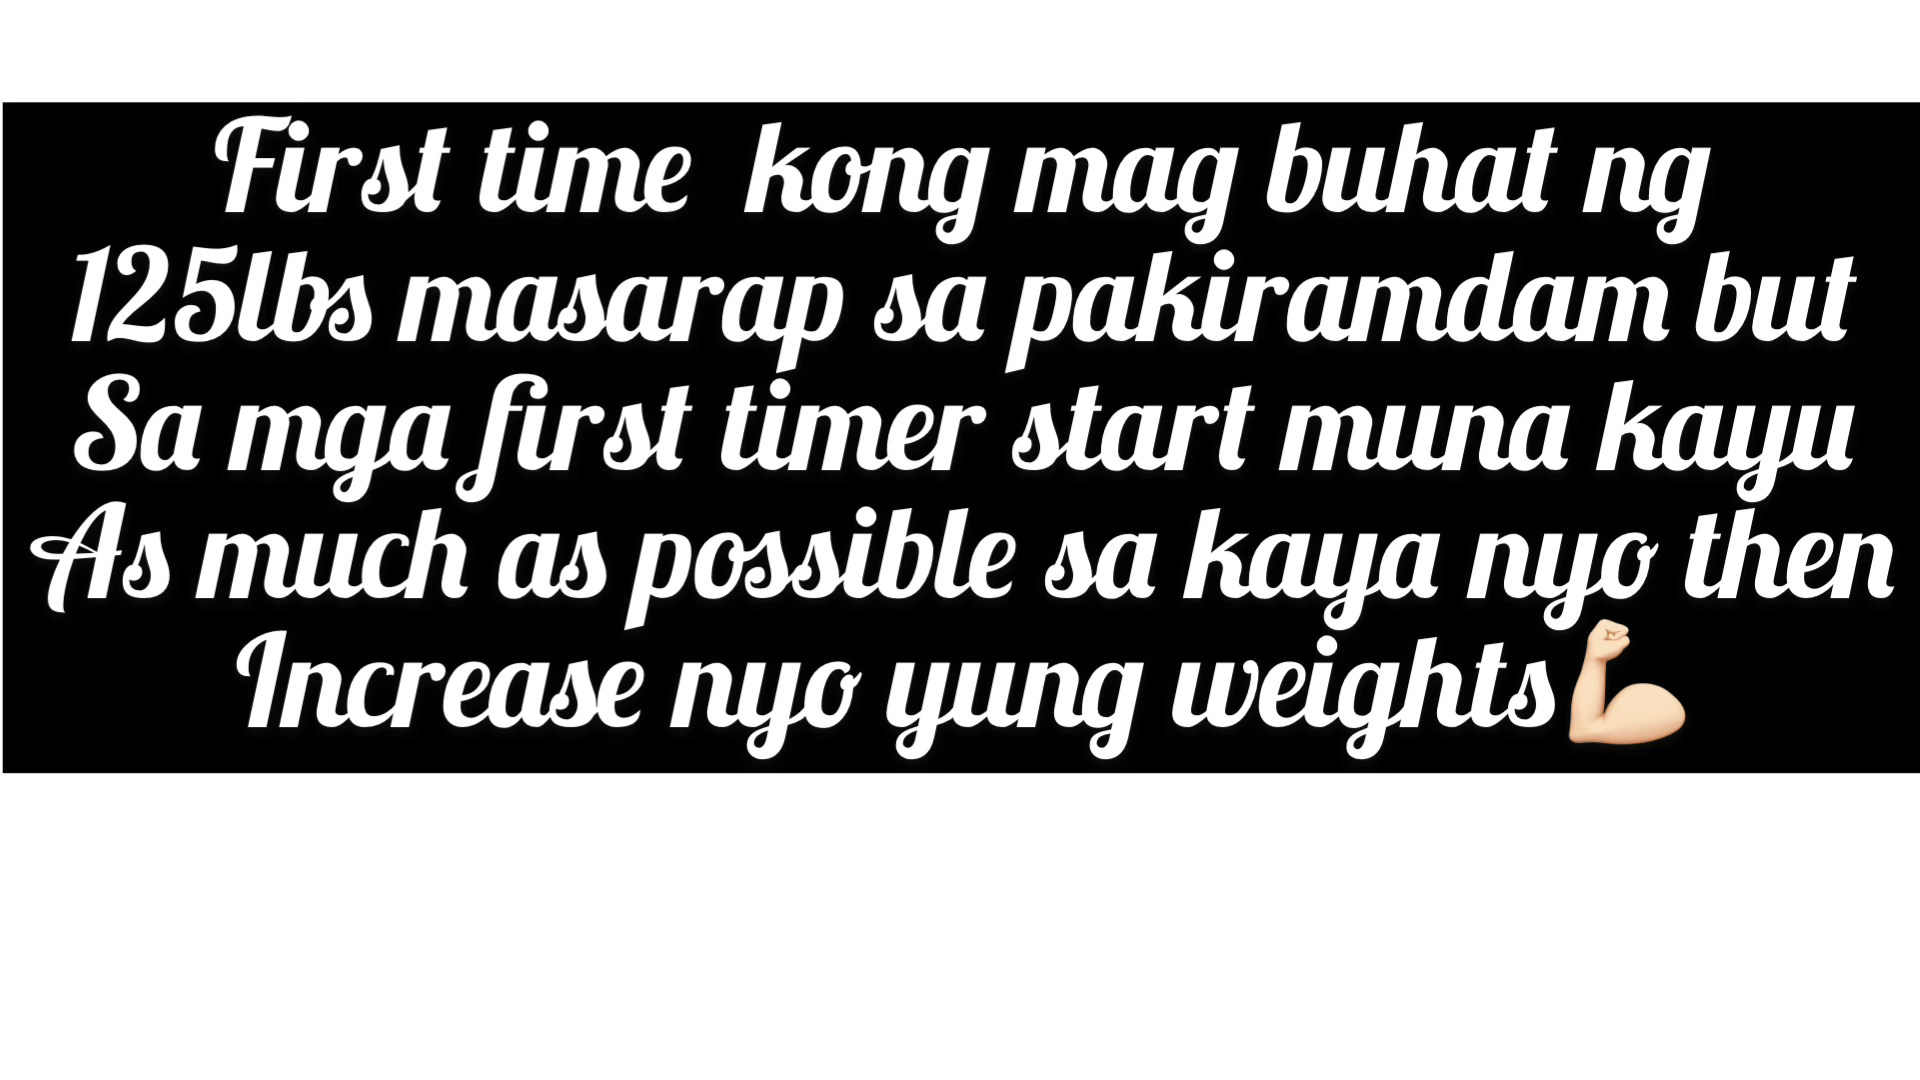 First time  kong mag buhat ng
125lbs masarap sa pakiramdam but
Sa mga first timer start muna kayu
As much as possible sa kaya nyo then
Increase nyo yung weights💪🏻